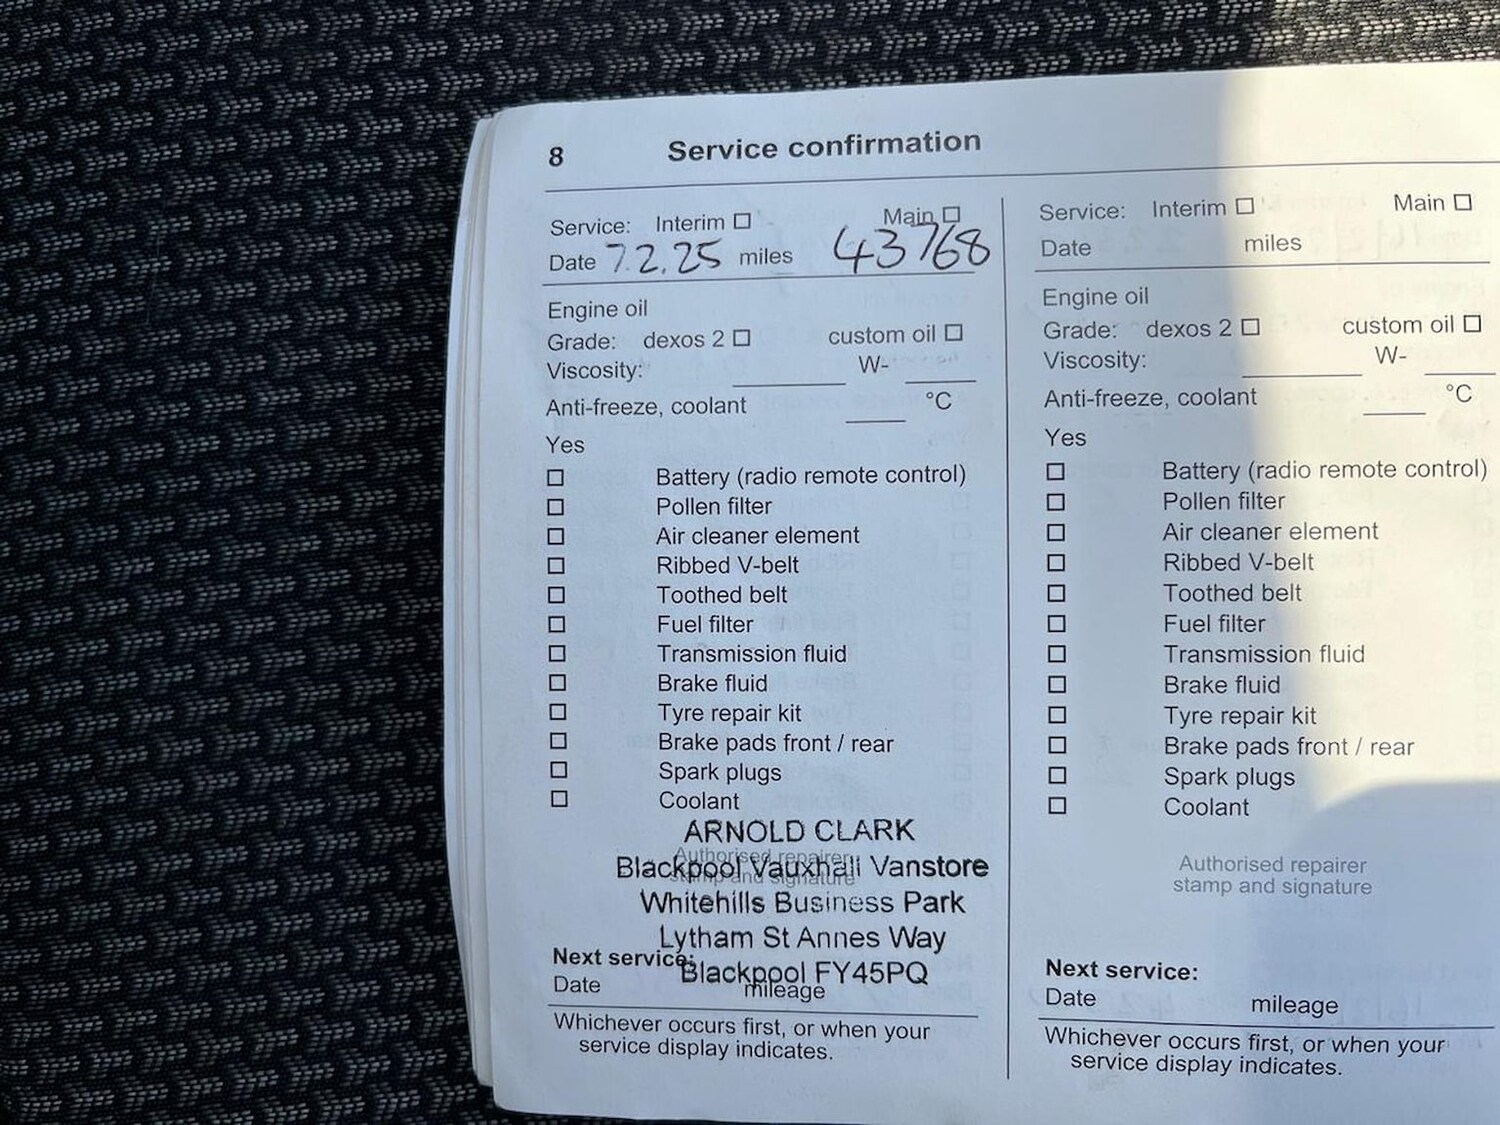 8 Service confirmation
Service: Interim ☐ Main ☐
Date 7.2.25 miles 43768
Engine oil
Grade: dexos 2 ☐ custom oil ☐
Viscosity: W-
Anti-freeze, coolant °C
Yes
☐ Battery (radio remote control)
☐ Pollen filter
☐ Air cleaner element
☐ Ribbed V-belt
☐ Toothed belt
☐ Fuel filter
☐ Transmission fluid
☐ Brake fluid
☐ Tyre repair kit
☐ Brake pads front / rear
☐ Spark plugs
☐ Coolant
ARNOLD CLARK
Authorised repairer
Blackpool Vauxhall Vanstore
stamp and signature
Whitehills Business Park
Lytham St Annes Way
Next service:
Blackpool FY45PQ
Date mileage
Whichever occurs first, or when your
service display indicates.
Service: Interim ☐ Main ☐
Date miles
Engine oil
Grade: dexos 2 ☐ custom oil ☐
Viscosity: W-
Anti-freeze, coolant °C
Yes
☐ Battery (radio remote control)
☐ Pollen filter
☐ Air cleaner element
☐ Ribbed V-belt
☐ Toothed belt
☐ Fuel filter
☐ Transmission fluid
☐ Brake fluid
☐ Tyre repair kit
☐ Brake pads front / rear
☐ Spark plugs
☐ Coolant
Authorised repairer
stamp and signature
Next service:
Date mileage
Whichever occurs first, or when your
service display indicates.